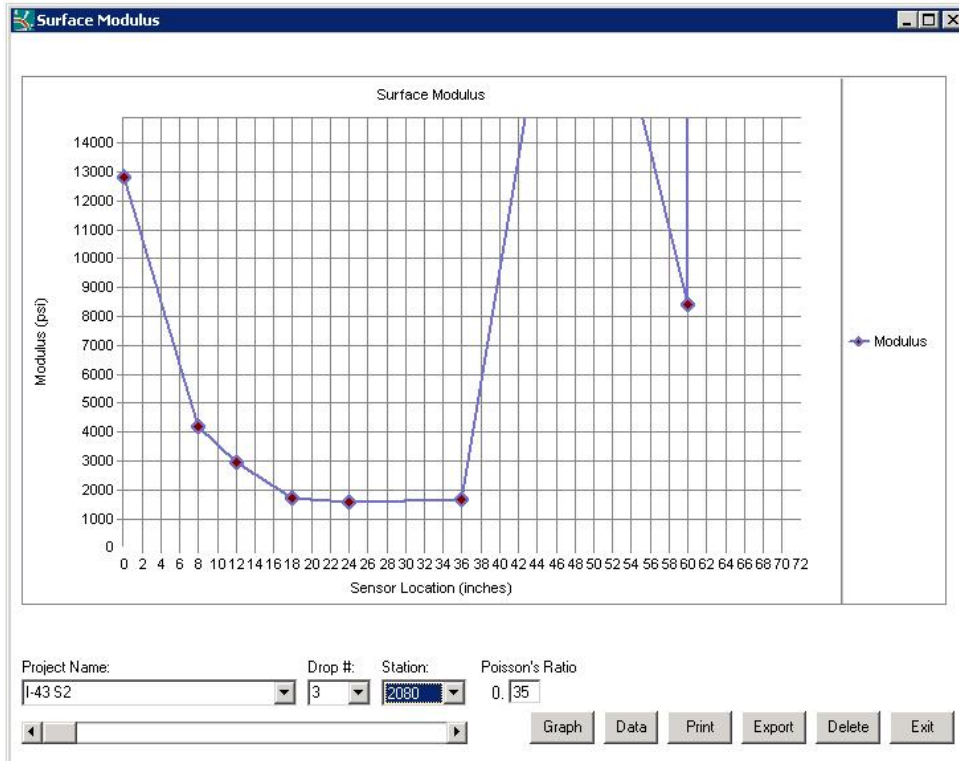 Surface Modulus
Surface Modulus
14000
13000
12000
11000
10000
9000
8000
7000
6000
5000
4000
3000
2000
1000
0
Modulus (psi)
0 2 4 6 8 10 12 14 16 18 20 22 24 26 28 30 32 34 36 38 40 42 44 46 48 50 52 54 56 58 60 62 64 66 68 70 72
Sensor Location (inches)
Modulus
Project Name: Drop #: Station: Poisson's Ratio
I-43 S2 3 2080 0. 35
Graph Data Print Export Delete Exit